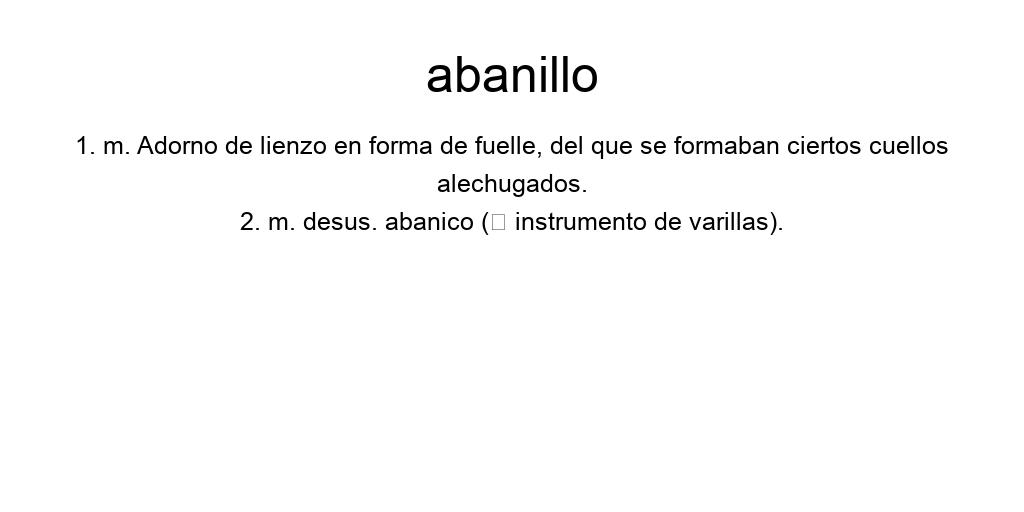 abanillo
1. m. Adorno de lienzo en forma de fuelle, del que se formaban ciertos cuellos
alechugados.
2. m. desus. abanico (□ instrumento de varillas).